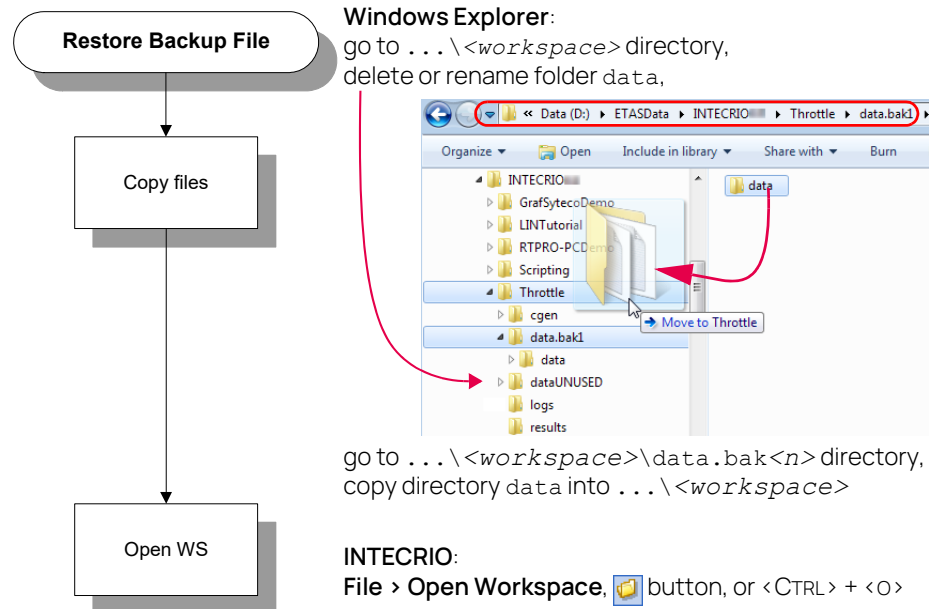 Restore Backup File
Copy files
Open WS
Windows Explorer:
go to ...\<workspace> directory,
delete or rename folder data,
« Data (D:) ▸ ETASData ▸ INTECRIO ▸ Throttle ▸ data.bak1 ▸
Organize Open Include in library Share with Burn
INTECRIO
GrafSytecoDemo
LINTutorial
RTPRO-PCDemo
Scripting
Throttle
cgen
data.bak1
data
dataUNUSED
logs
results
data
Move to Throttle
go to ...\<workspace>\data.bak<n> directory,
copy directory data into ...\<workspace>
INTECRIO:
File > Open Workspace, button, or <CTRL> + <O>